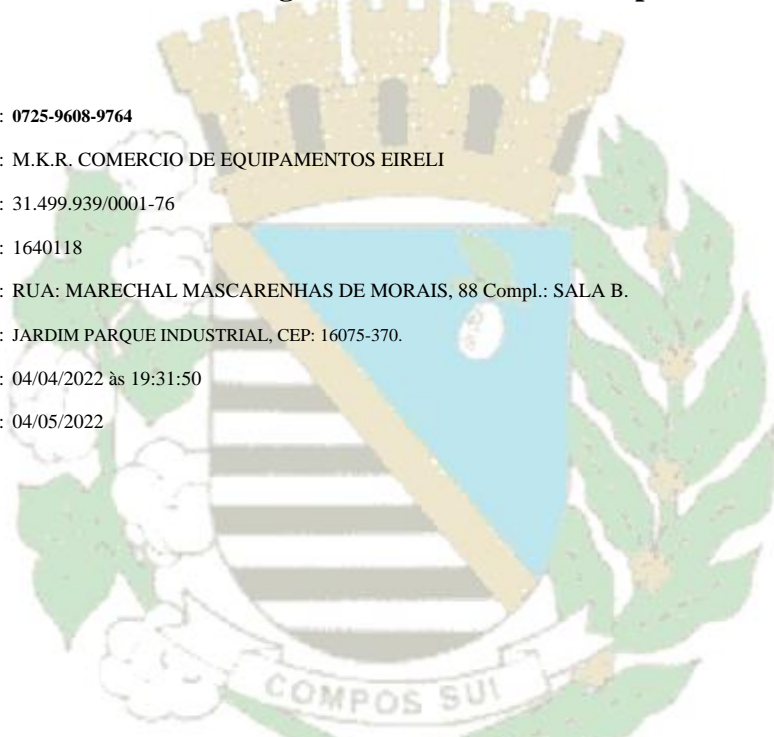 : 0725-9608-9764
: M.K.R. COMERCIO DE EQUIPAMENTOS EIRELI
: 31.499.939/0001-76
: 1640118
: RUA: MARECHAL MASCARENHAS DE MORAIS, 88 Compl.: SALA B.
: JARDIM PARQUE INDUSTRIAL, CEP: 16075-370.
: 04/04/2022 às 19:31:50
: 04/05/2022
COMPOS SUI